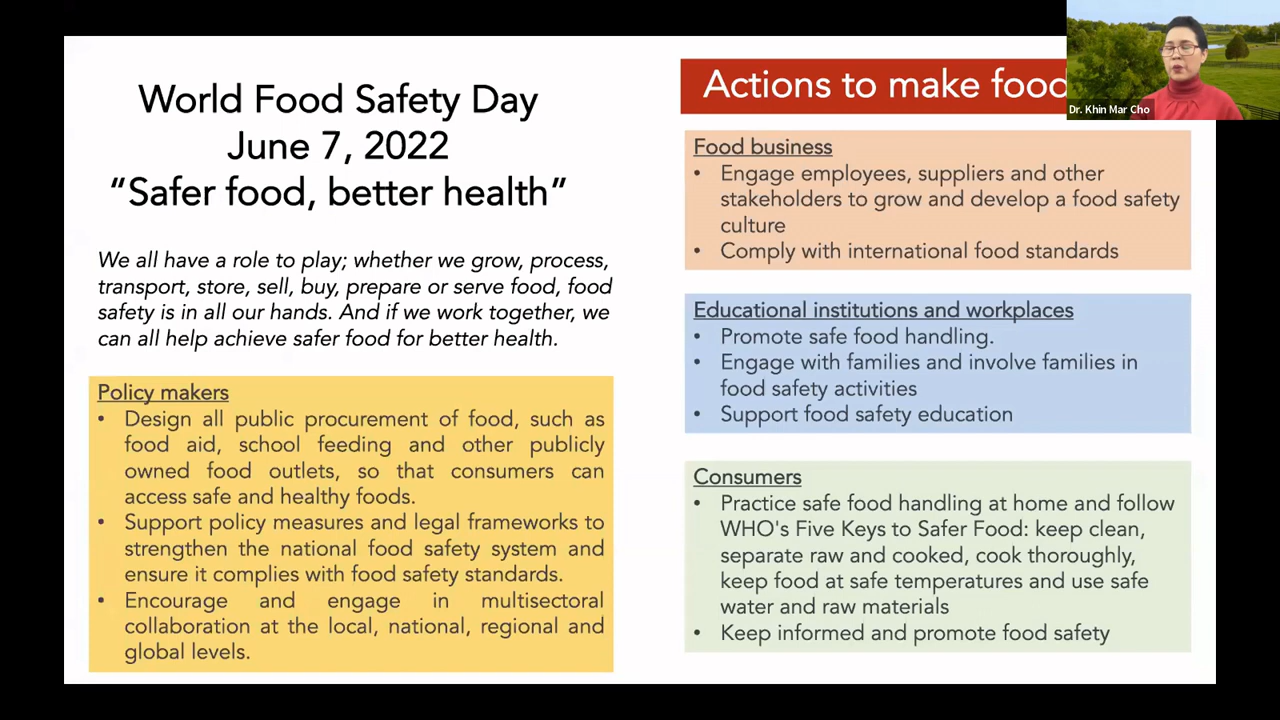 World Food Safety Day
June 7, 2022
“Safer food, better health”
We all have a role to play; whether we grow, process,
transport, store, sell, buy, prepare or serve food, food
safety is in all our hands. And if we work together, we
can all help achieve safer food for better health.
Policy makers
• Design all public procurement of food, such as
food aid, school feeding and other publicly
owned food outlets, so that consumers can
access safe and healthy foods.
• Support policy measures and legal frameworks to
strengthen the national food safety system and
ensure it complies with food safety standards.
• Encourage and engage in multisectoral
collaboration at the local, national, regional and
global levels.
Actions to make food
Food business
• Engage employees, suppliers and other
stakeholders to grow and develop a food safety
culture
• Comply with international food standards
Educational institutions and workplaces
• Promote safe food handling.
• Engage with families and involve families in
food safety activities
• Support food safety education
Consumers
• Practice safe food handling at home and follow
WHO's Five Keys to Safer Food: keep clean,
separate raw and cooked, cook thoroughly,
keep food at safe temperatures and use safe
water and raw materials
• Keep informed and promote food safety
Dr. Khin Mar Cho